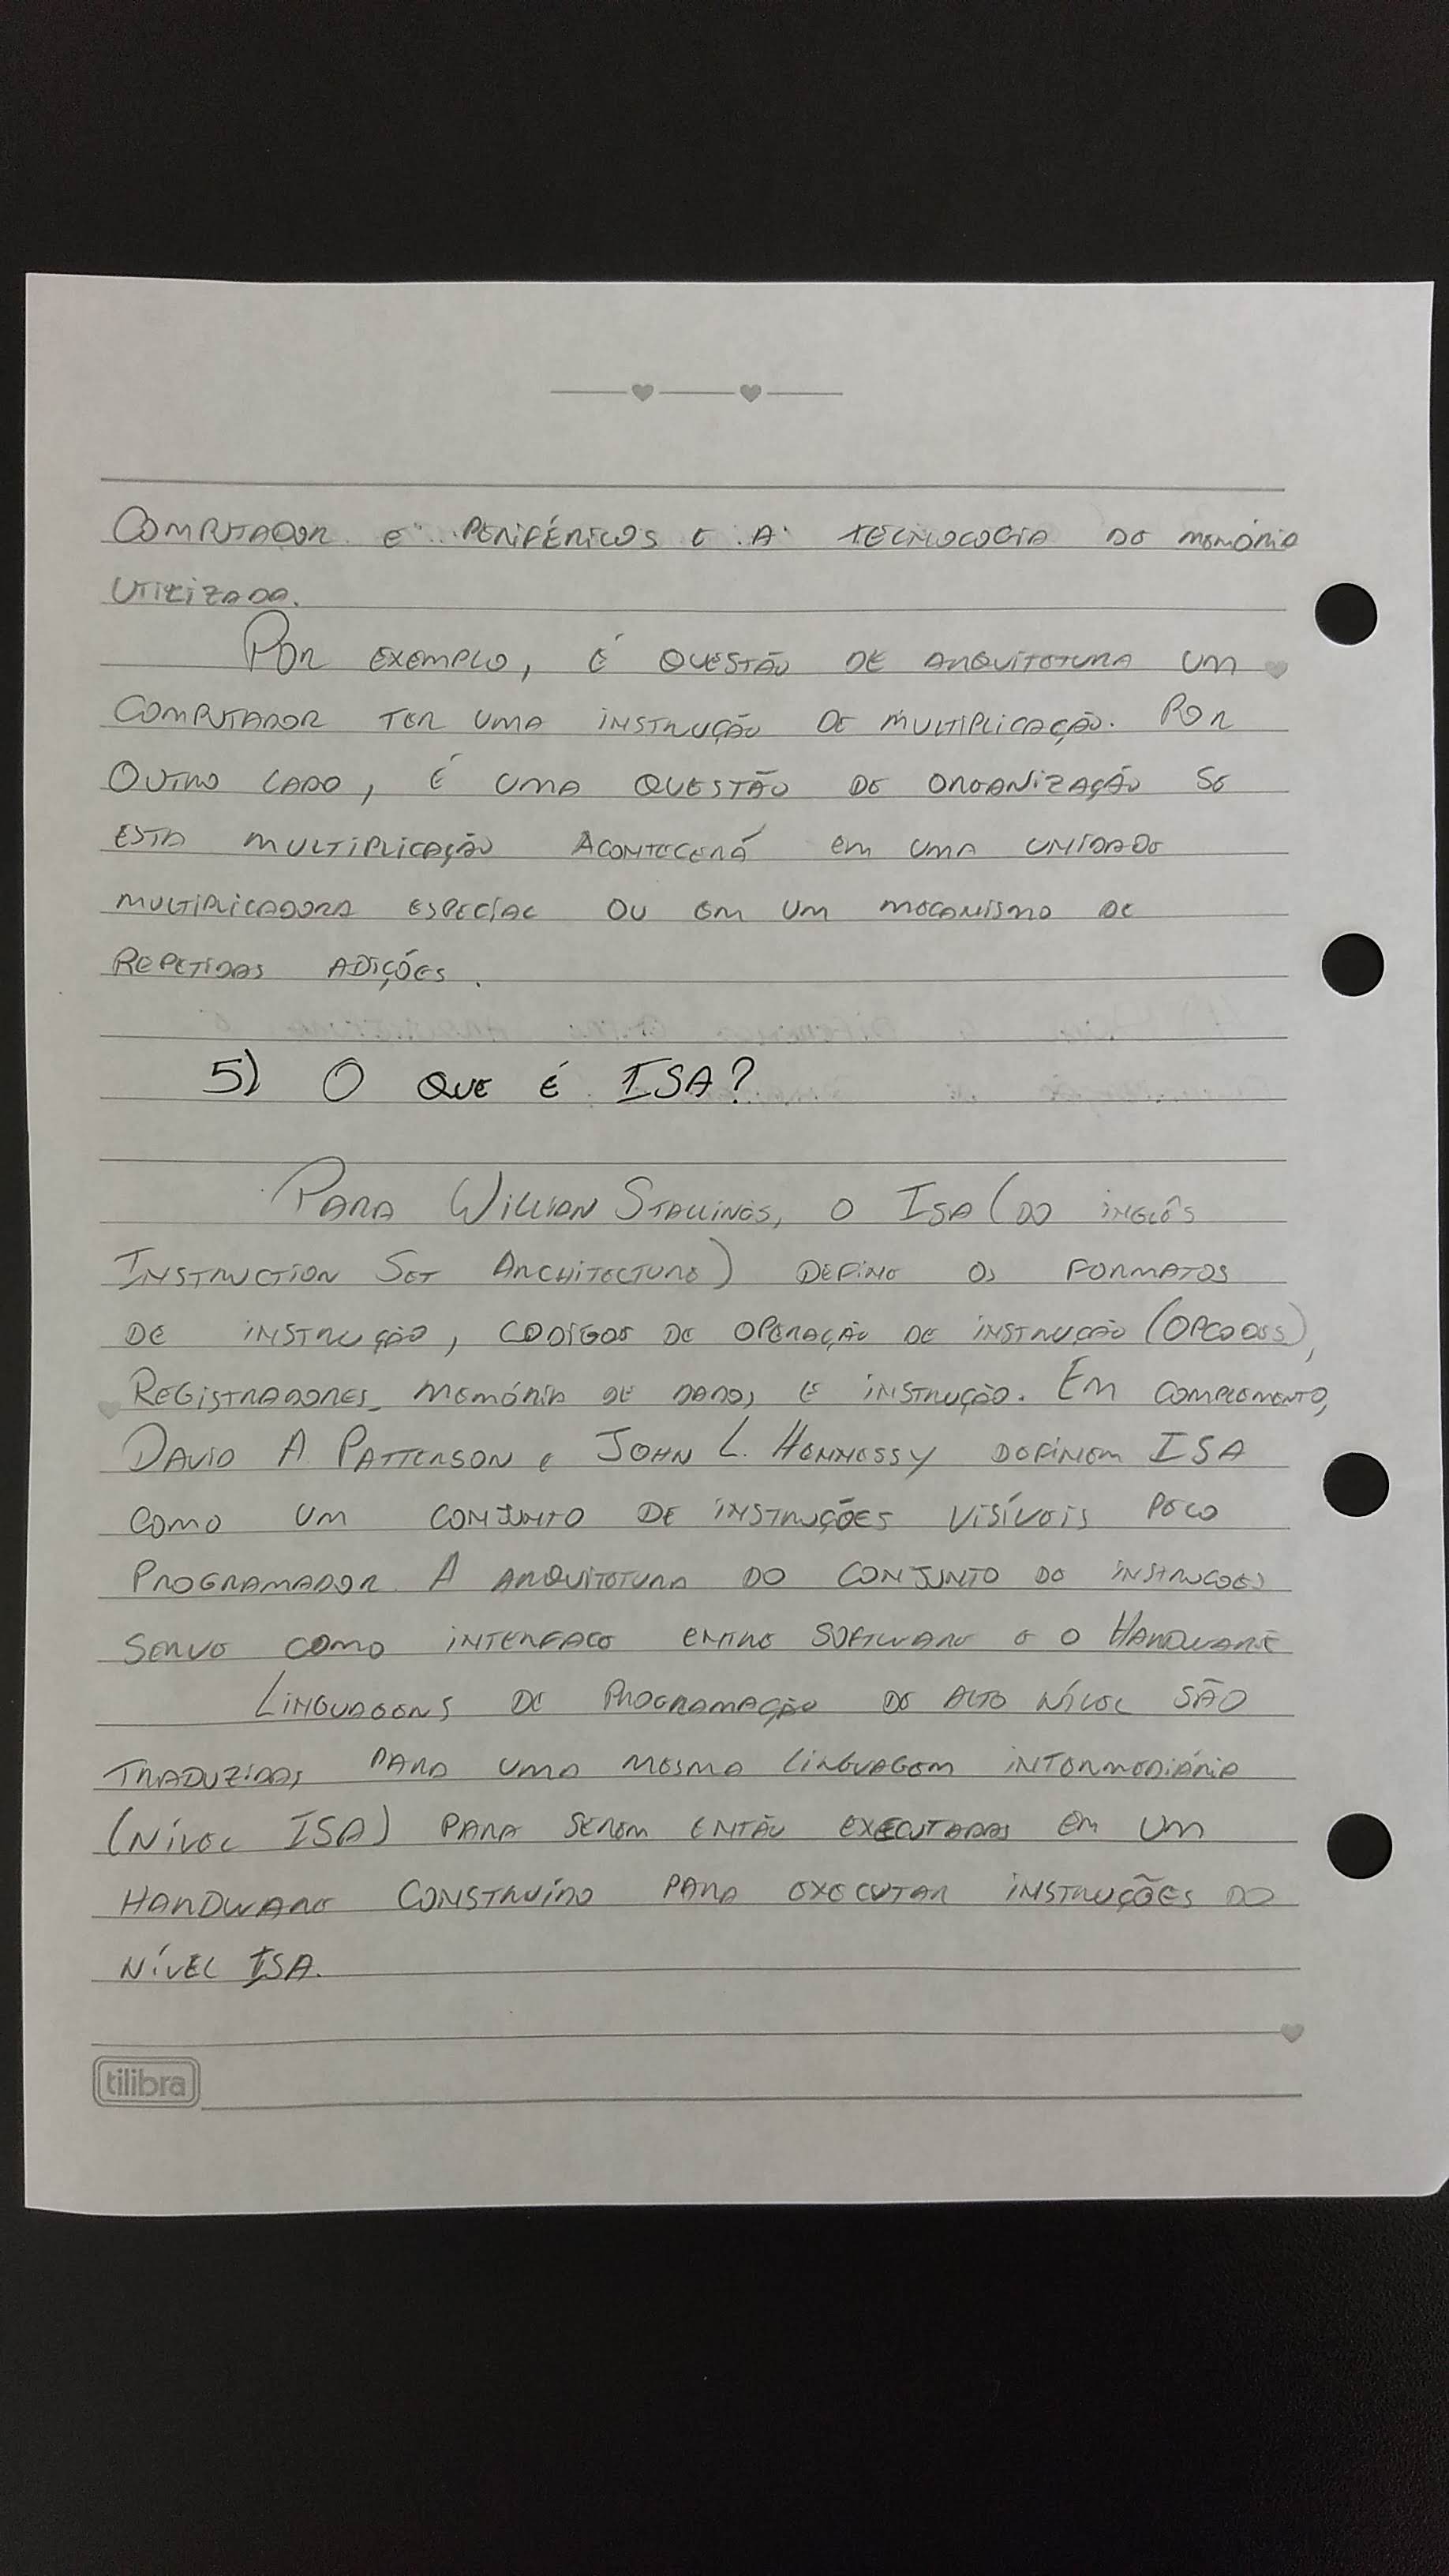 COMPUTADOR E PERIFÉRICOS E A TECNOLOGIA DE MEMÓRIA
UTILIZADA.
POR EXEMPLO, É QUESTÃO DE ARQUITETURA UM
COMPUTADOR TER UMA INSTRUÇÃO DE MULTIPLICAÇÃO. POR
OUTRO LADO, É UMA QUESTÃO DE ORGANIZAÇÃO SE
ESTA MULTIPLICAÇÃO ACONTECERÁ EM UMA UNIDADE
MULTIPLICADORA ESPECIAL OU EM UM MECANISMO DE
REPETIDAS ADIÇÕES.
5) O QUE É ISA?
PARA WILLIAN STALLINGS, O ISA (DO INGLÊS
INSTRUCTION SET ARCHITECTURE) DEFINE OS FORMATOS
DE INSTRUÇÃO, CODIGOS DE OPERAÇÃO DE INSTRUÇÃO (OPCODES),
REGISTRADORES, MEMÓRIA DE DADOS E INSTRUÇÃO. EM COMPLEMENTO,
DAVID A. PATTERSON E JOHN L. HENNESSY DEFINEM ISA
COMO UM CONJUNTO DE INSTRUÇÕES VISÍVEIS PELO
PROGRAMADOR. A ARQUITETURA DO CONJUNTO DE INSTRUCOES
SERVE COMO INTERFACE ENTRE SOFTWARE E O HARDWARE
LINGUAGENS DE PROGRAMAÇÃO DE ALTO NÍVEL SÃO
TRADUZIDAS PARA UMA MESMA LINGUAGEM INTERMEDIÁRIA
(NÍVEL ISA) PARA SEREM ENTÃO EXECUTADAS EM UM
HARDWARE CONSTRUÍDO PARA EXECUTAR INSTRUÇÕES DO
NÍVEL ISA.
tilibra